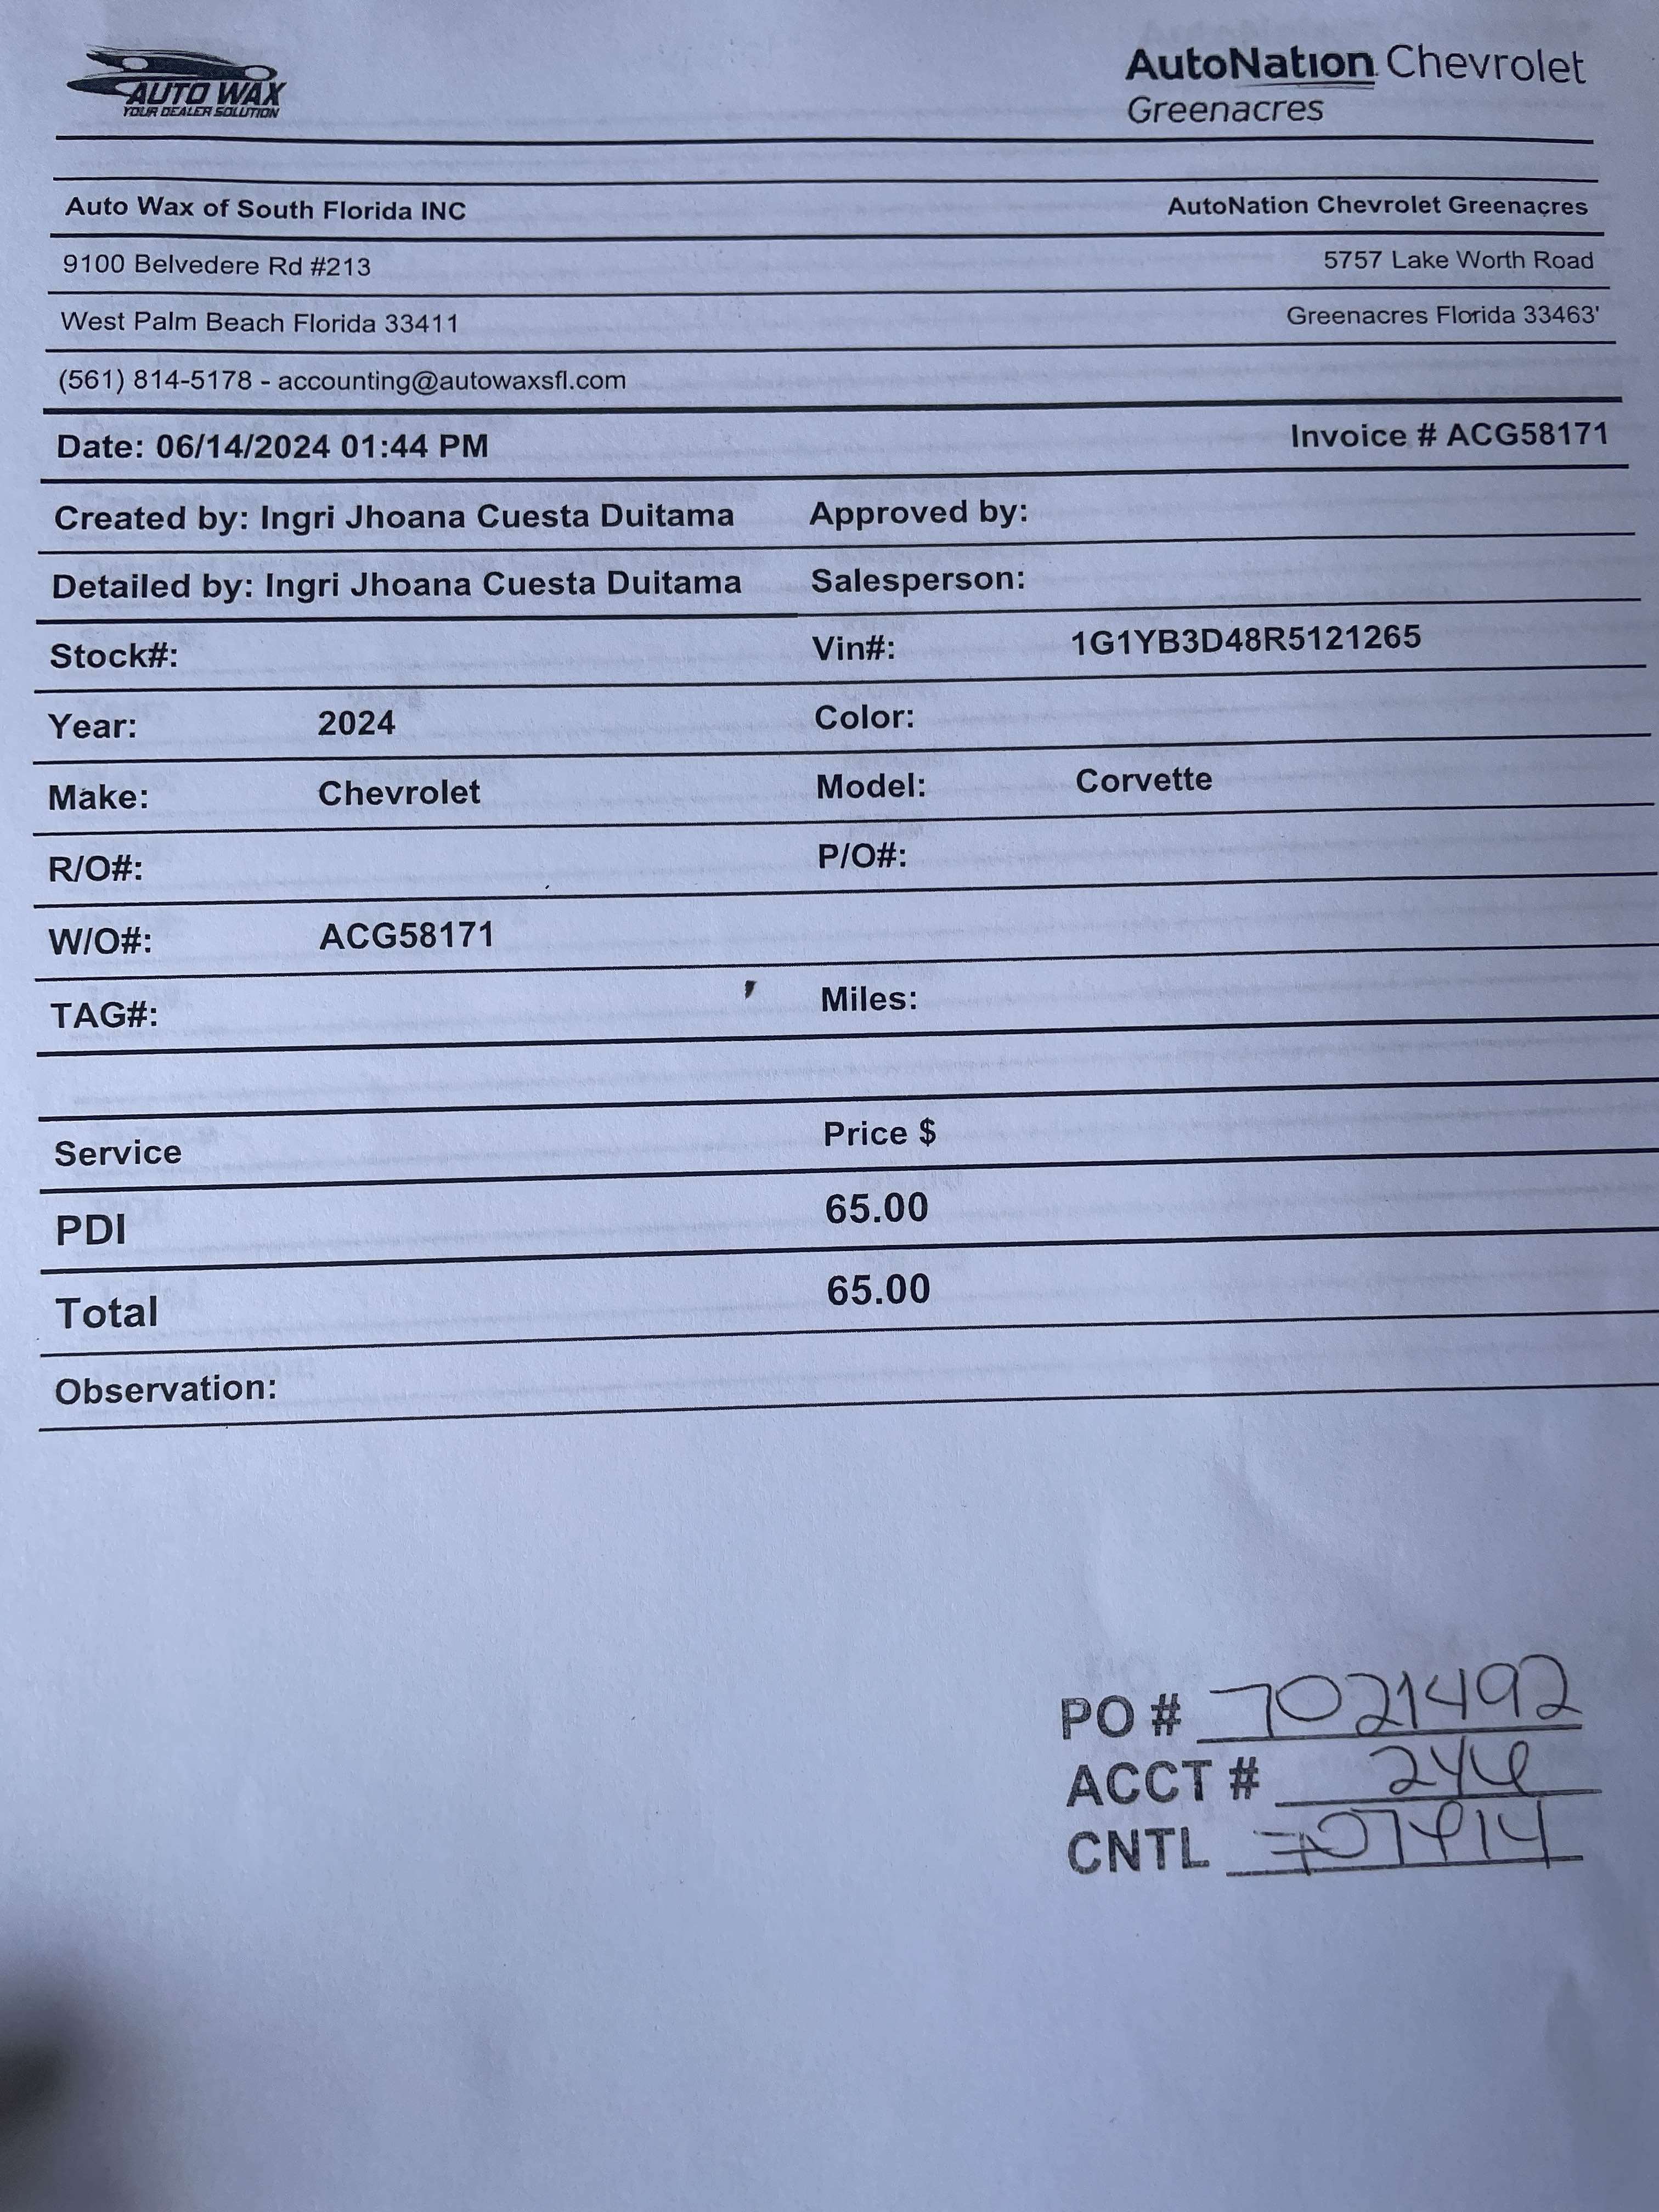 AUTO WAX
YOUR DEALER SOLUTION
AutoNation Chevrolet
Greenacres
Auto Wax of South Florida INC AutoNation Chevrolet Greenacres
9100 Belvedere Rd #213 5757 Lake Worth Road
West Palm Beach Florida 33411 Greenacres Florida 33463'
(561) 814-5178 - accounting@autowaxsfl.com
Date: 06/14/2024 01:44 PM Invoice # ACG58171
Created by: Ingri Jhoana Cuesta Duitama Approved by:
Detailed by: Ingri Jhoana Cuesta Duitama Salesperson:
Stock#: Vin#: 1G1YB3D48R5121265
Year: 2024 Color:
Make: Chevrolet Model: Corvette
R/O#: P/O#:
W/O#: ACG58171
TAG#: Miles:
Service Price $
PDI 65.00
Total 65.00
Observation:
PO # 7021492
ACCT #
CNTL